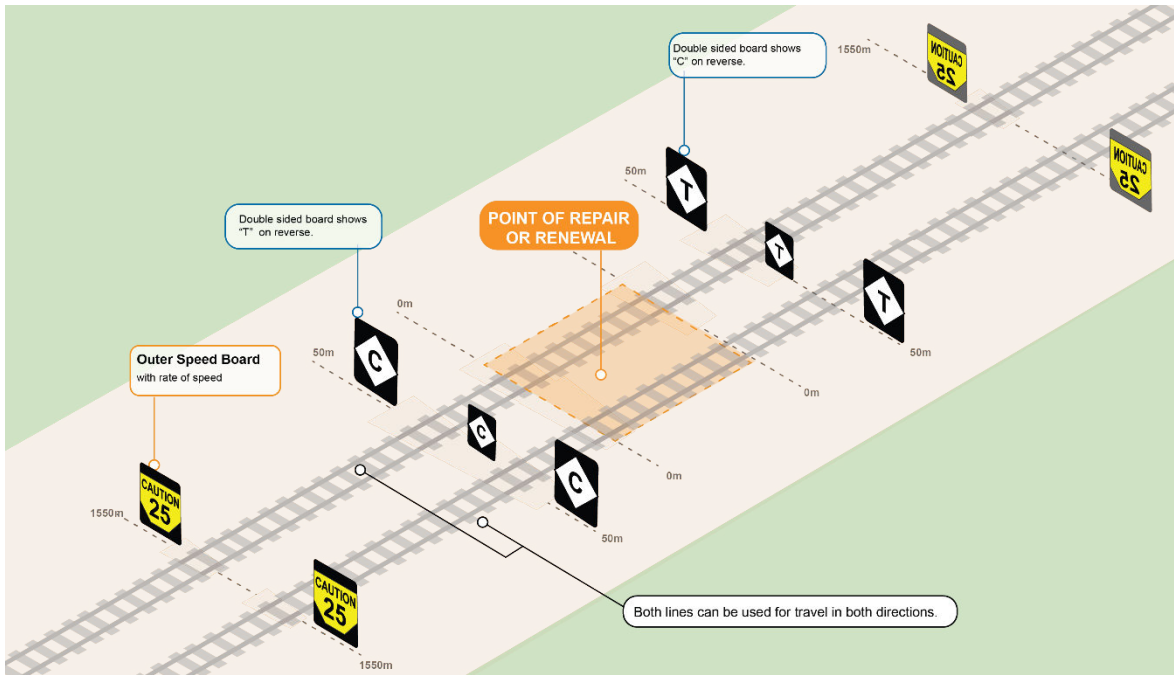 Double sided board shows
“C” on reverse.
1550m
CAUTION
25
CAUTION
25
50m
T
T
T
50m
POINT OF REPAIR
OR RENEWAL
Double sided board shows
“T”  on reverse.
0m
0m
0m
50m
C
C
C
50m
Outer Speed Board
with rate of speed
1550m
CAUTION
25
CAUTION
25
1550m
Both lines can be used for travel in both directions.